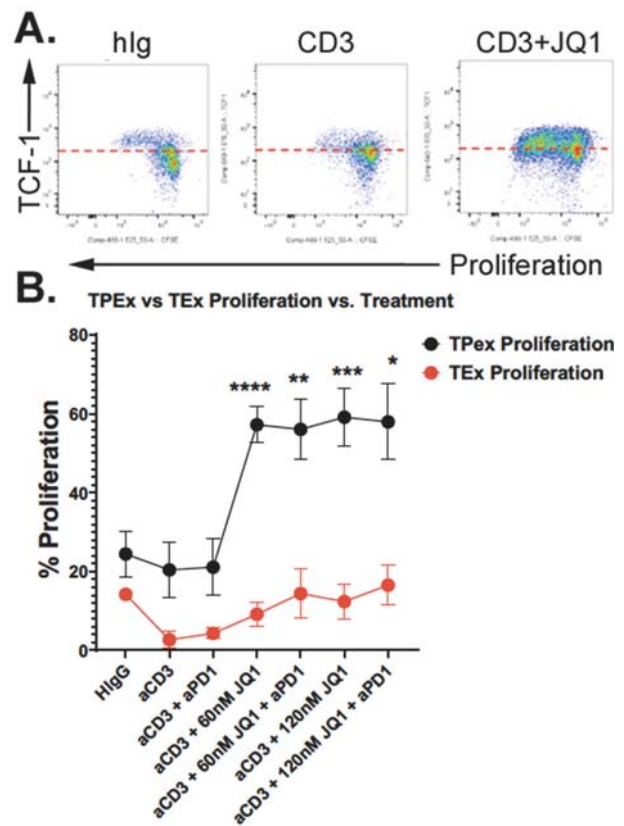 A.
hIg
CD3
CD3+JQ1
TCF-1
Proliferation
B.
TPEx vs TEx Proliferation vs. Treatment
80
60
40
20
0
% Proliferation
TPex Proliferation
TEx Proliferation
****
**
***
*
HIgG
aCD3
aCD3 + aPD1
aCD3 + 60nM JQ1
aCD3 + 60nM JQ1 + aPD1
aCD3 + 120nM JQ1
aCD3 + 120nM JQ1 + aPD1